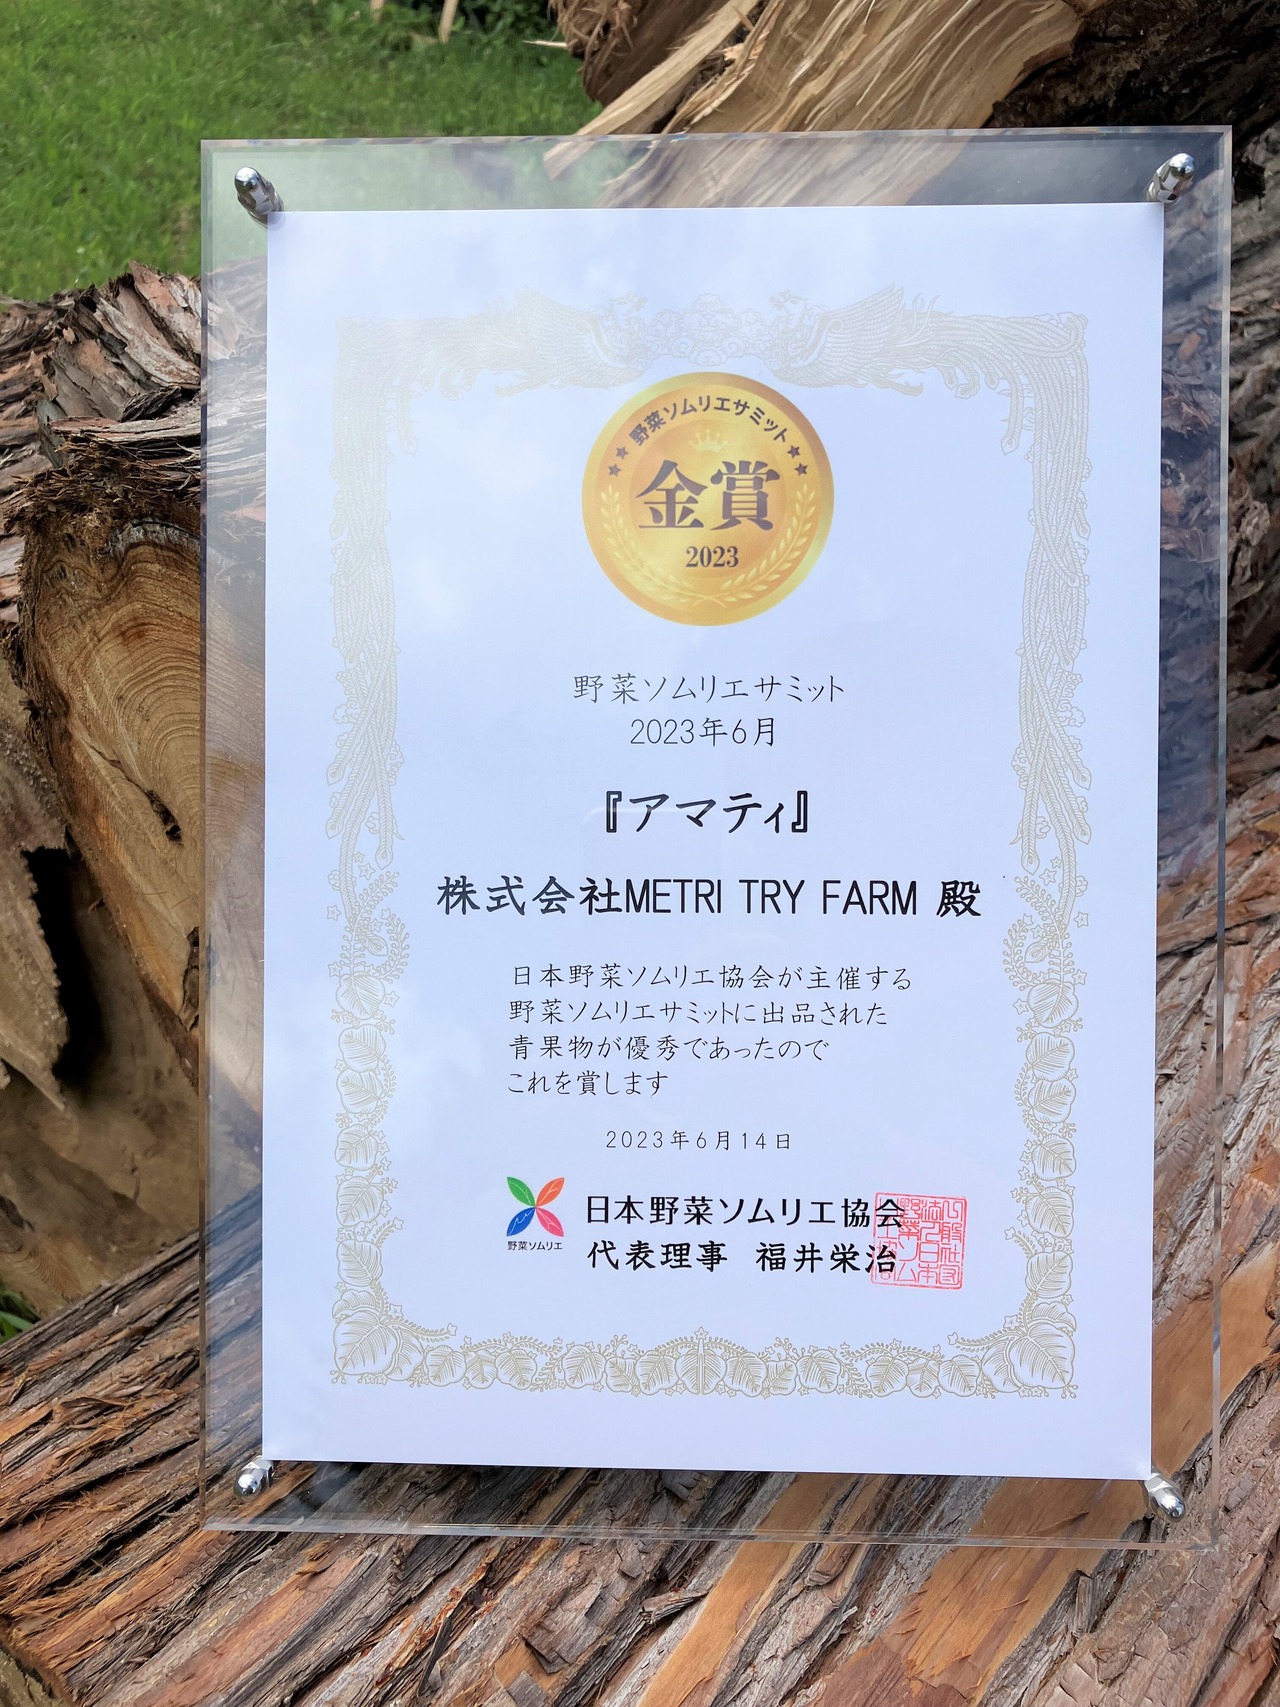 野菜ソムリエサミット
金賞
2023
野菜ソムリエサミット
2023年6月
『アマティ』
株式会社METRI TRY FARM 殿
日本野菜ソムリエ協会が主催する
野菜ソムリエサミットに出品された
青果物が優秀であったので
これを賞します
2023年6月14日
野菜ソムリエ
日本野菜ソムリエ協会
代表理事 福井栄治